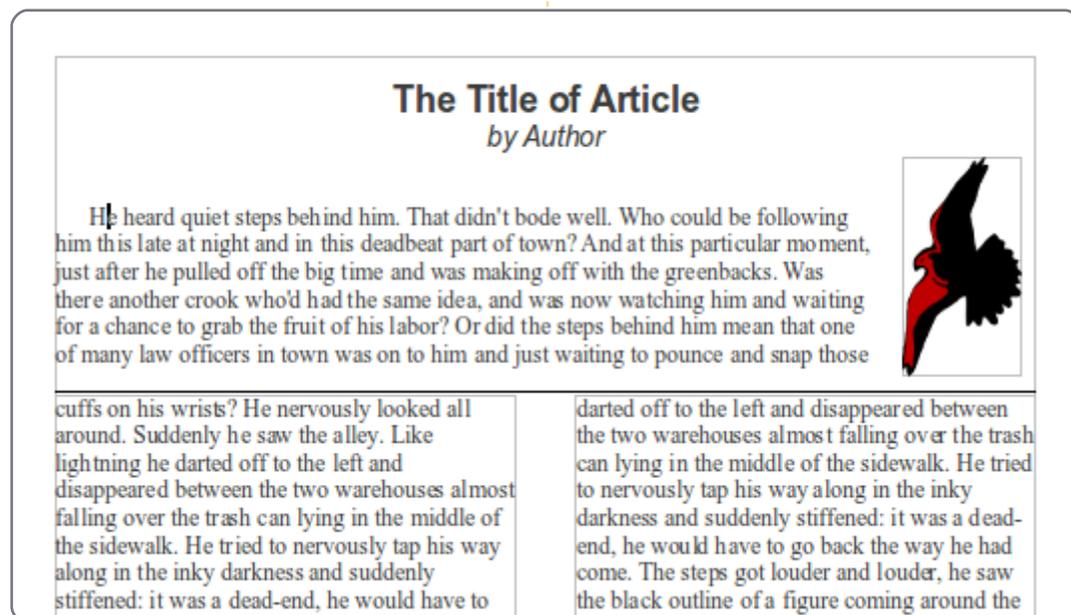 The Title of Article
by Author
He heard quiet steps behind him. That didn't bode well. Who could be following
him this late at night and in this deadbeat part of town? And at this particular moment,
just after he pulled off the big time and was making off with the greenbacks. Was
there another crook who'd had the same idea, and was now watching him and waiting
for a chance to grab the fruit of his labor? Or did the steps behind him mean that one
of many law officers in town was on to him and just waiting to pounce and snap those
cuffs on his wrists? He nervously looked all
around. Suddenly he saw the alley. Like
lightning he darted off to the left and
disappeared between the two warehouses almost
falling over the trash can lying in the middle of
the sidewalk. He tried to nervously tap his way
along in the inky darkness and suddenly
stiffened: it was a dead-end, he would have to
darted off to the left and disappeared between
the two warehouses almost falling over the trash
can lying in the middle of the sidewalk. He tried
to nervously tap his way along in the inky
darkness and suddenly stiffened: it was a dead-
end, he would have to go back the way he had
come. The steps got louder and louder, he saw
the black outline of a figure coming around the